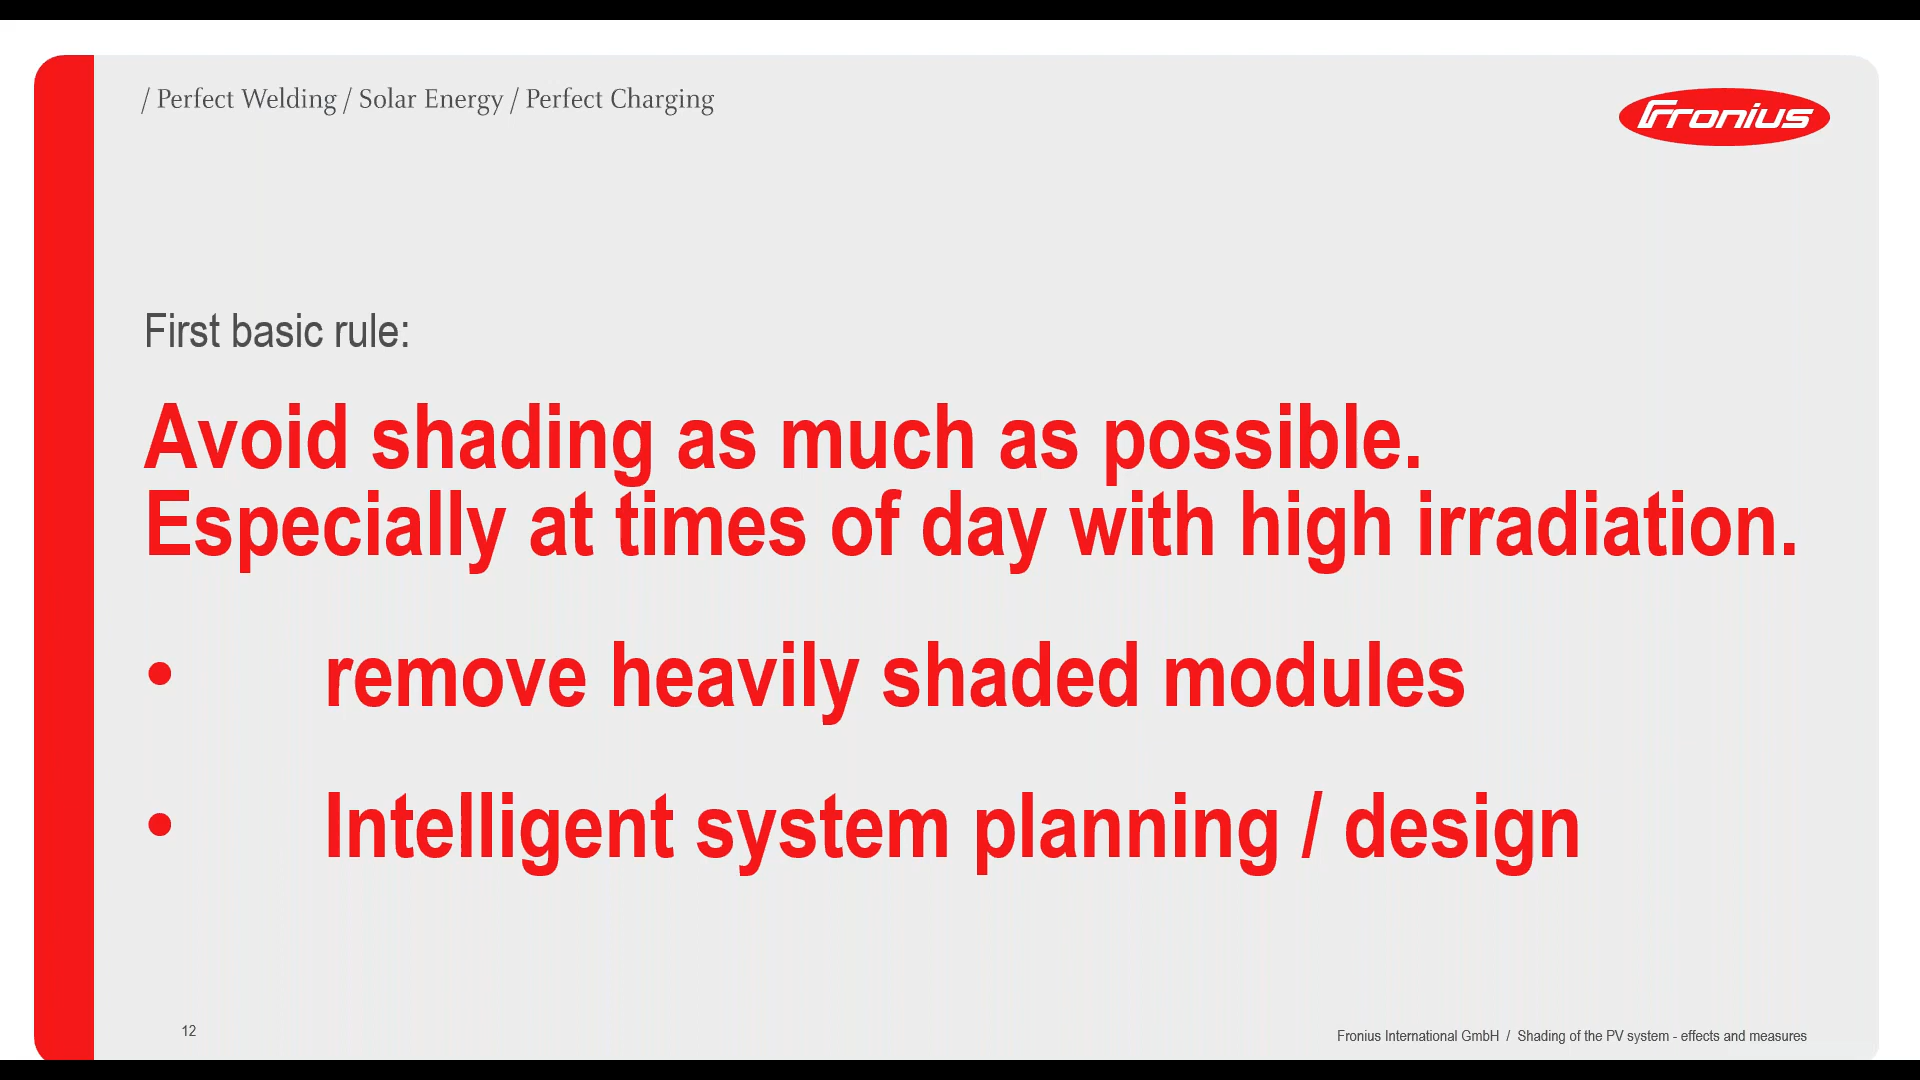 / Perfect Welding / Solar Energy / Perfect Charging
Fronius
First basic rule:
Avoid shading as much as possible.
Especially at times of day with high irradiation.
• remove heavily shaded modules
• Intelligent system planning / design
12
Fronius International GmbH / Shading of the PV system - effects and measures